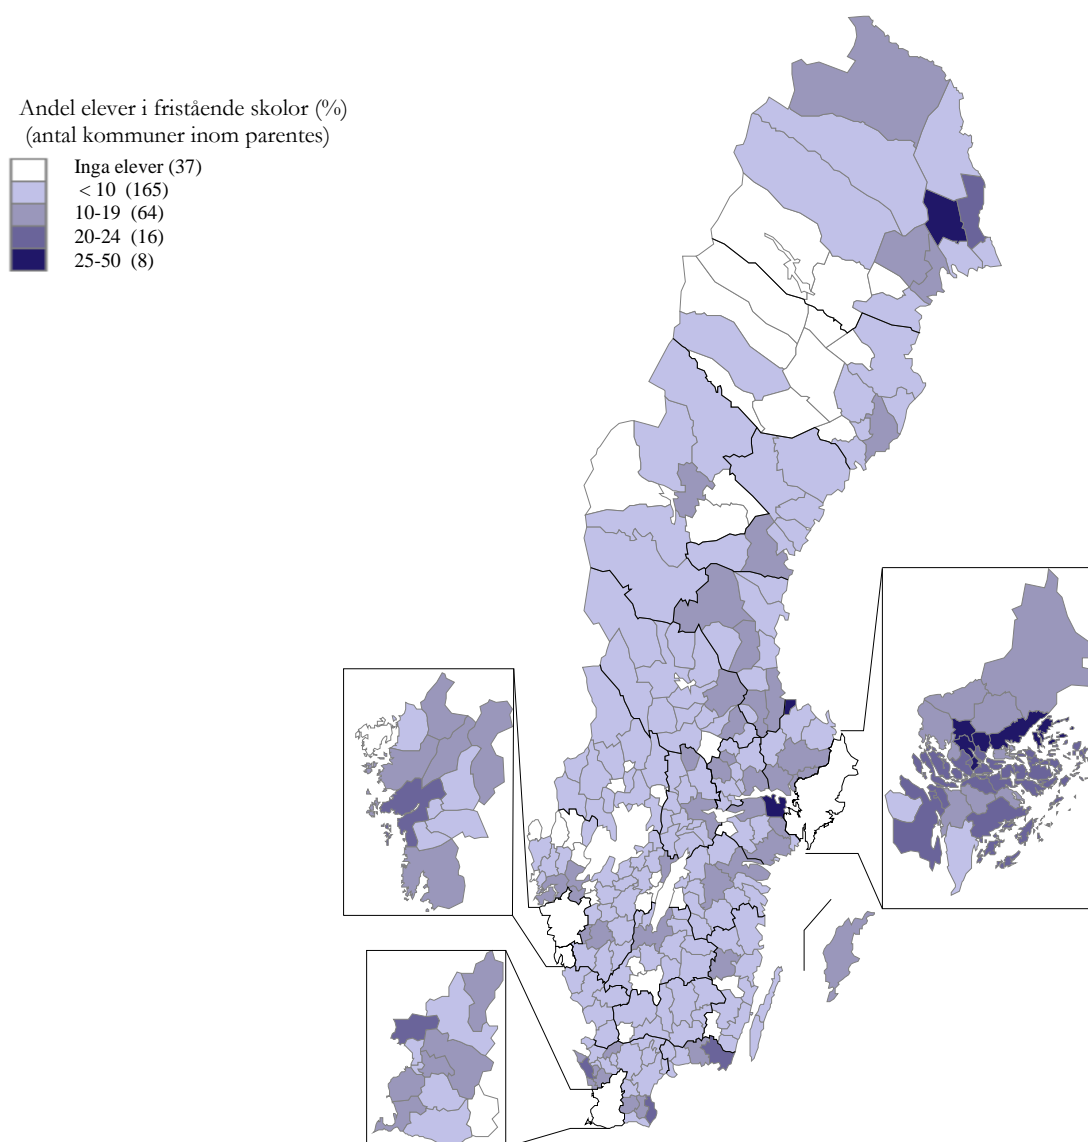 Andel elever i fristående skolor (%)
(antal kommuner inom parentes)
Inga elever (37)
< 10 (165)
10-19 (64)
20-24 (16)
25-50 (8)